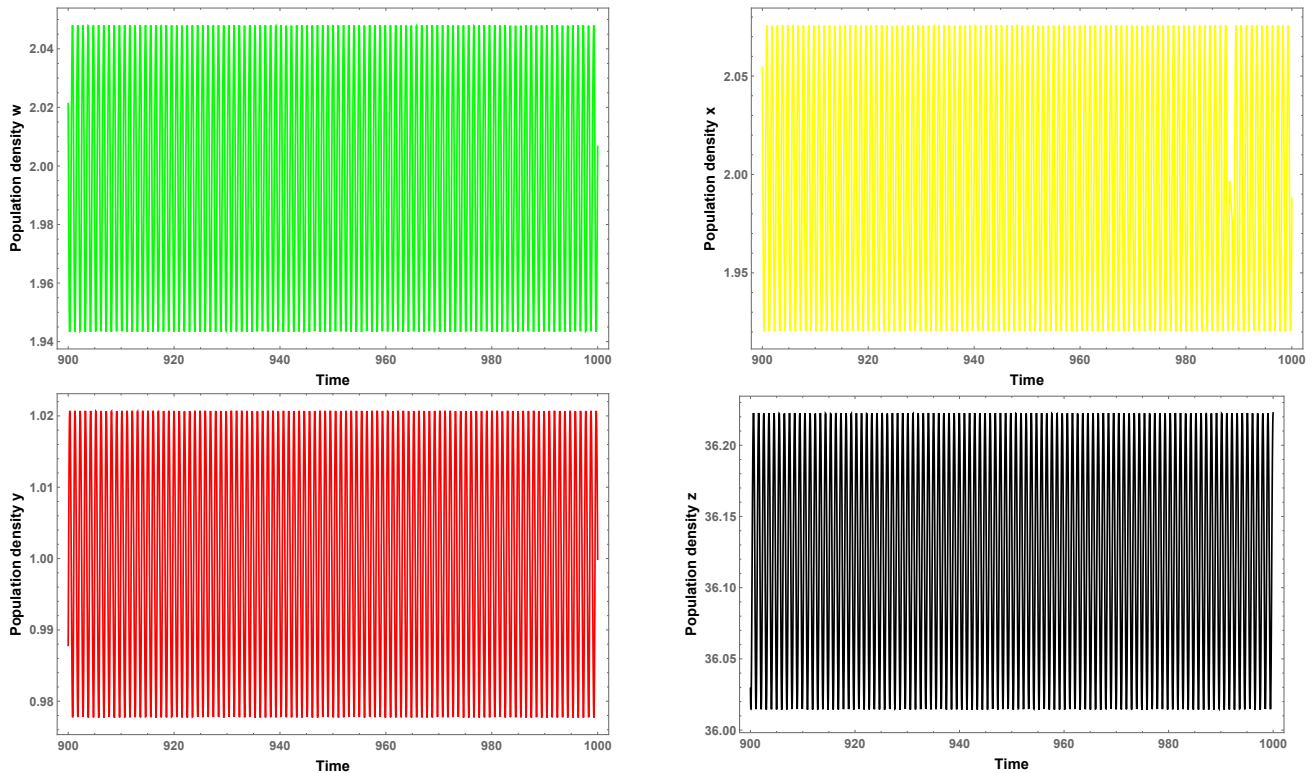 Population density w
2.04
2.02
2.00
1.98
1.96
1.94
900 920 940 960 980 1000
Time
Population density x
2.05
2.00
1.95
900 920 940 960 980 1000
Time
Population density y
1.02
1.01
1.00
0.99
0.98
900 920 940 960 980 1000
Time
Population density z
36.20
36.15
36.10
36.05
36.00
900 920 940 960 980 1000
Time